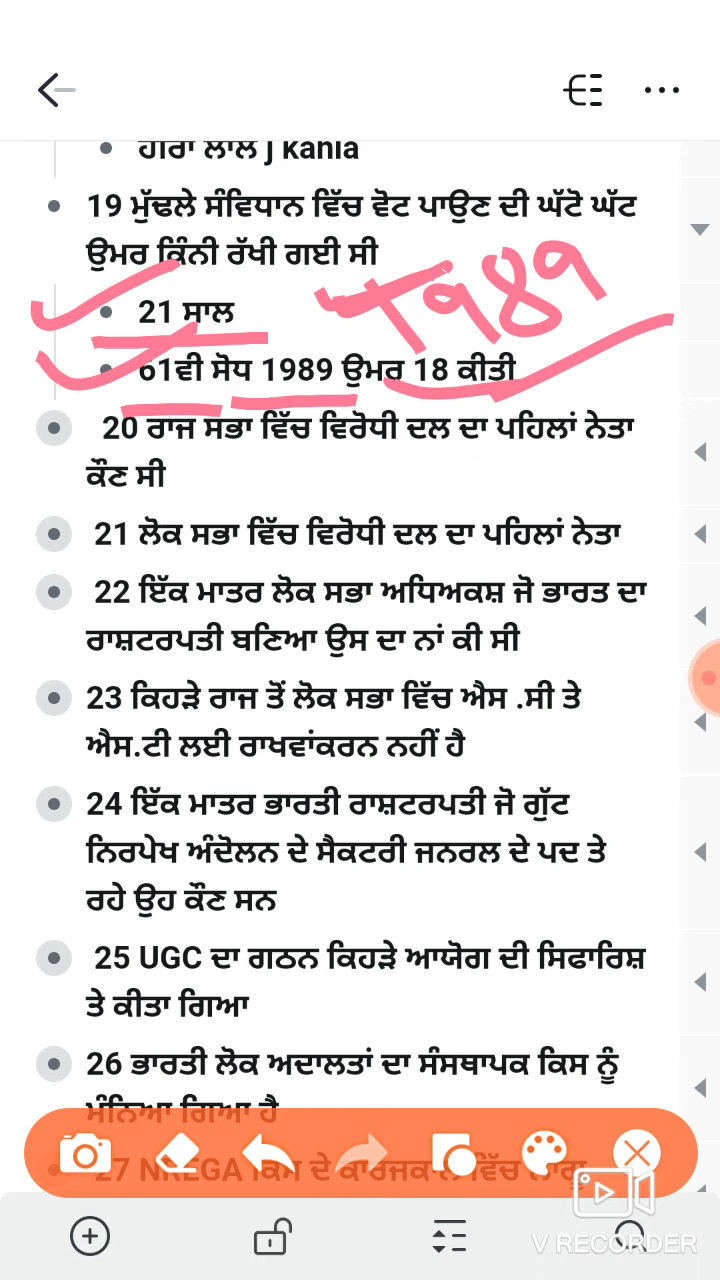 ਹੀਰਾ ਲਾਲ j kania
19 ਮੁੱਢਲੇ ਸੰਵਿਧਾਨ ਵਿੱਚ ਵੋਟ ਪਾਉਣ ਦੀ ਘੱਟੋ ਘੱਟ
ਉਮਰ ਕਿੰਨੀ ਰੱਖੀ ਗਈ ਸੀ
1989
21 ਸਾਲ
61ਵੀ ਸੋਧ 1989 ਉਮਰ 18 ਕੀਤੀ
20 ਰਾਜ ਸਭਾ ਵਿੱਚ ਵਿਰੋਧੀ ਦਲ ਦਾ ਪਹਿਲਾਂ ਨੇਤਾ
ਕੌਣ ਸੀ
21 ਲੋਕ ਸਭਾ ਵਿੱਚ ਵਿਰੋਧੀ ਦਲ ਦਾ ਪਹਿਲਾਂ ਨੇਤਾ
22 ਇੱਕ ਮਾਤਰ ਲੋਕ ਸਭਾ ਅਧਿਅਕਸ਼ ਜੋ ਭਾਰਤ ਦਾ
ਰਾਸ਼ਟਰਪਤੀ ਬਣਿਆ ਉਸ ਦਾ ਨਾਂ ਕੀ ਸੀ
23 ਕਿਹੜੇ ਰਾਜ ਤੋਂ ਲੋਕ ਸਭਾ ਵਿੱਚ ਐਸ .ਸੀ ਤੇ
ਐਸ.ਟੀ ਲਈ ਰਾਖਵਾਂਕਰਨ ਨਹੀਂ ਹੈ
24 ਇੱਕ ਮਾਤਰ ਭਾਰਤੀ ਰਾਸ਼ਟਰਪਤੀ ਜੋ ਗੁੱਟ
ਨਿਰਪੇਖ ਅੰਦੋਲਨ ਦੇ ਸੈਕਟਰੀ ਜਨਰਲ ਦੇ ਪਦ ਤੇ
ਰਹੇ ਉਹ ਕੌਣ ਸਨ
25 UGC ਦਾ ਗਠਨ ਕਿਹੜੇ ਆਯੋਗ ਦੀ ਸਿਫਾਰਿਸ਼
ਤੇ ਕੀਤਾ ਗਿਆ
26 ਭਾਰਤੀ ਲੋਕ ਅਦਾਲਤਾਂ ਦਾ ਸੰਸਥਾਪਕ ਕਿਸ ਨੂੰ
ਮੰਨਿਆ ਗਿਆ ਹੈ
27 NREGA ਕਿਸ ਦੇ ਕਾਰਜਕਾਲ ਵਿੱਚ ਲਾਗੂ
V RECORDER